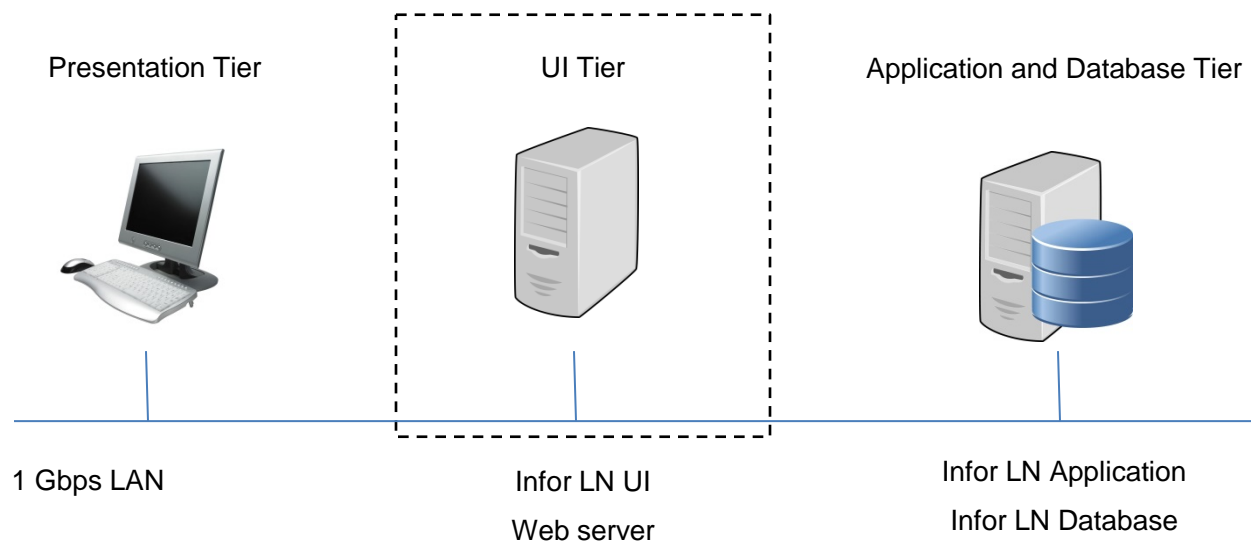 Presentation Tier
UI Tier
Application and Database Tier
1 Gbps LAN
Infor LN UI
Web server
Infor LN Application
Infor LN Database